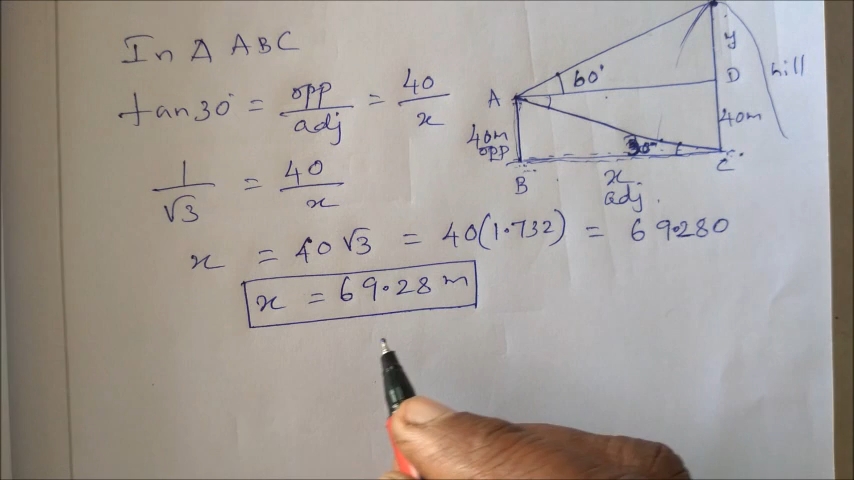 In Δ ABC
tan30° = opp/adj = 40/x
1/√3 = 40/x
x = 40√3 = 40(1.732) = 69.280
x = 69.28 m
60°
A
y
D
hill
40m
opp
40m
30°
B
x
adj.
C